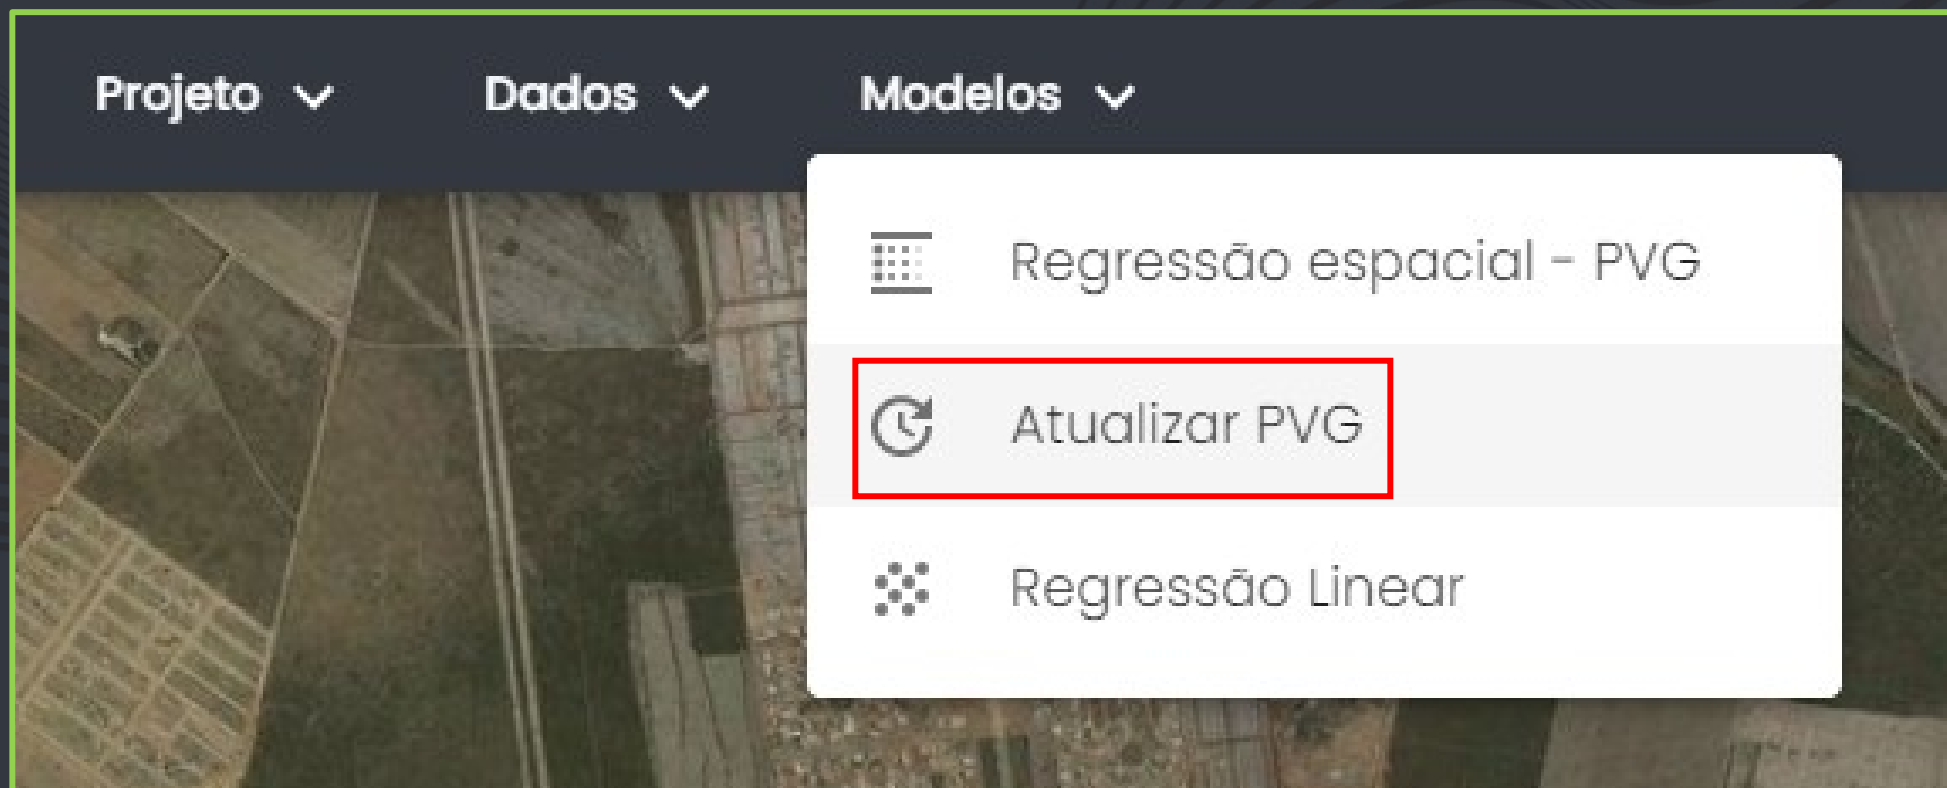 Projeto Dados Modelos
Regressão espacial - PVG
Atualizar PVG
Regressão Linear